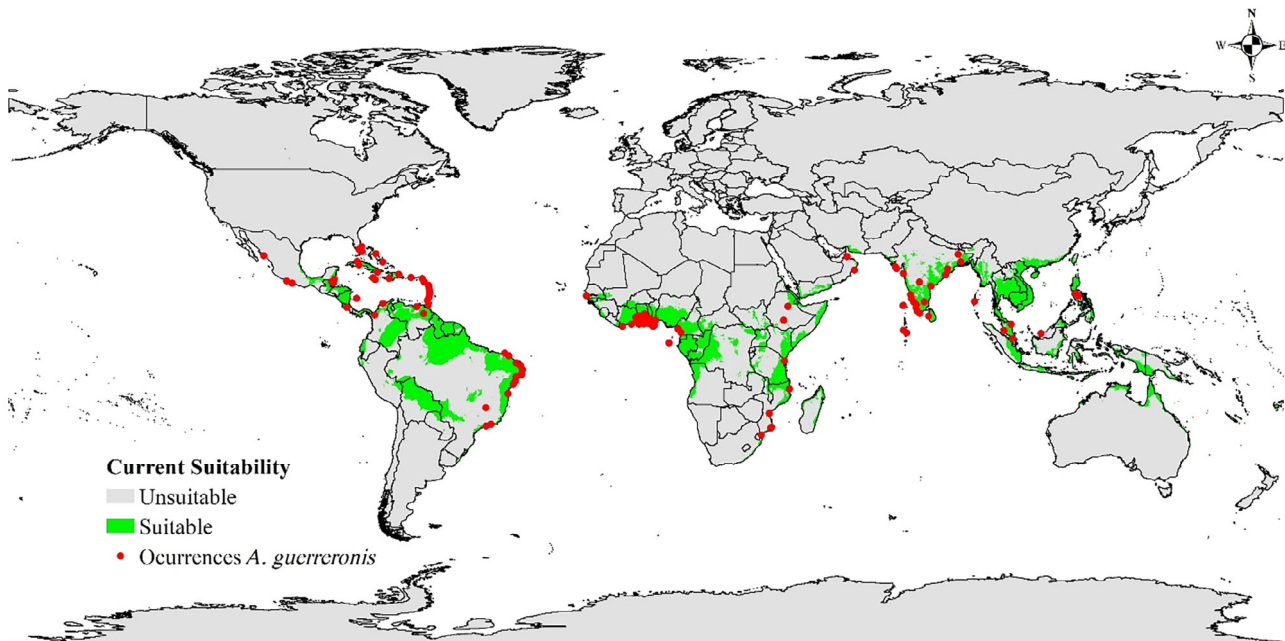 N
W E
S
Current Suitability
Unsuitable
Suitable
Ocurrences A. guerreronis